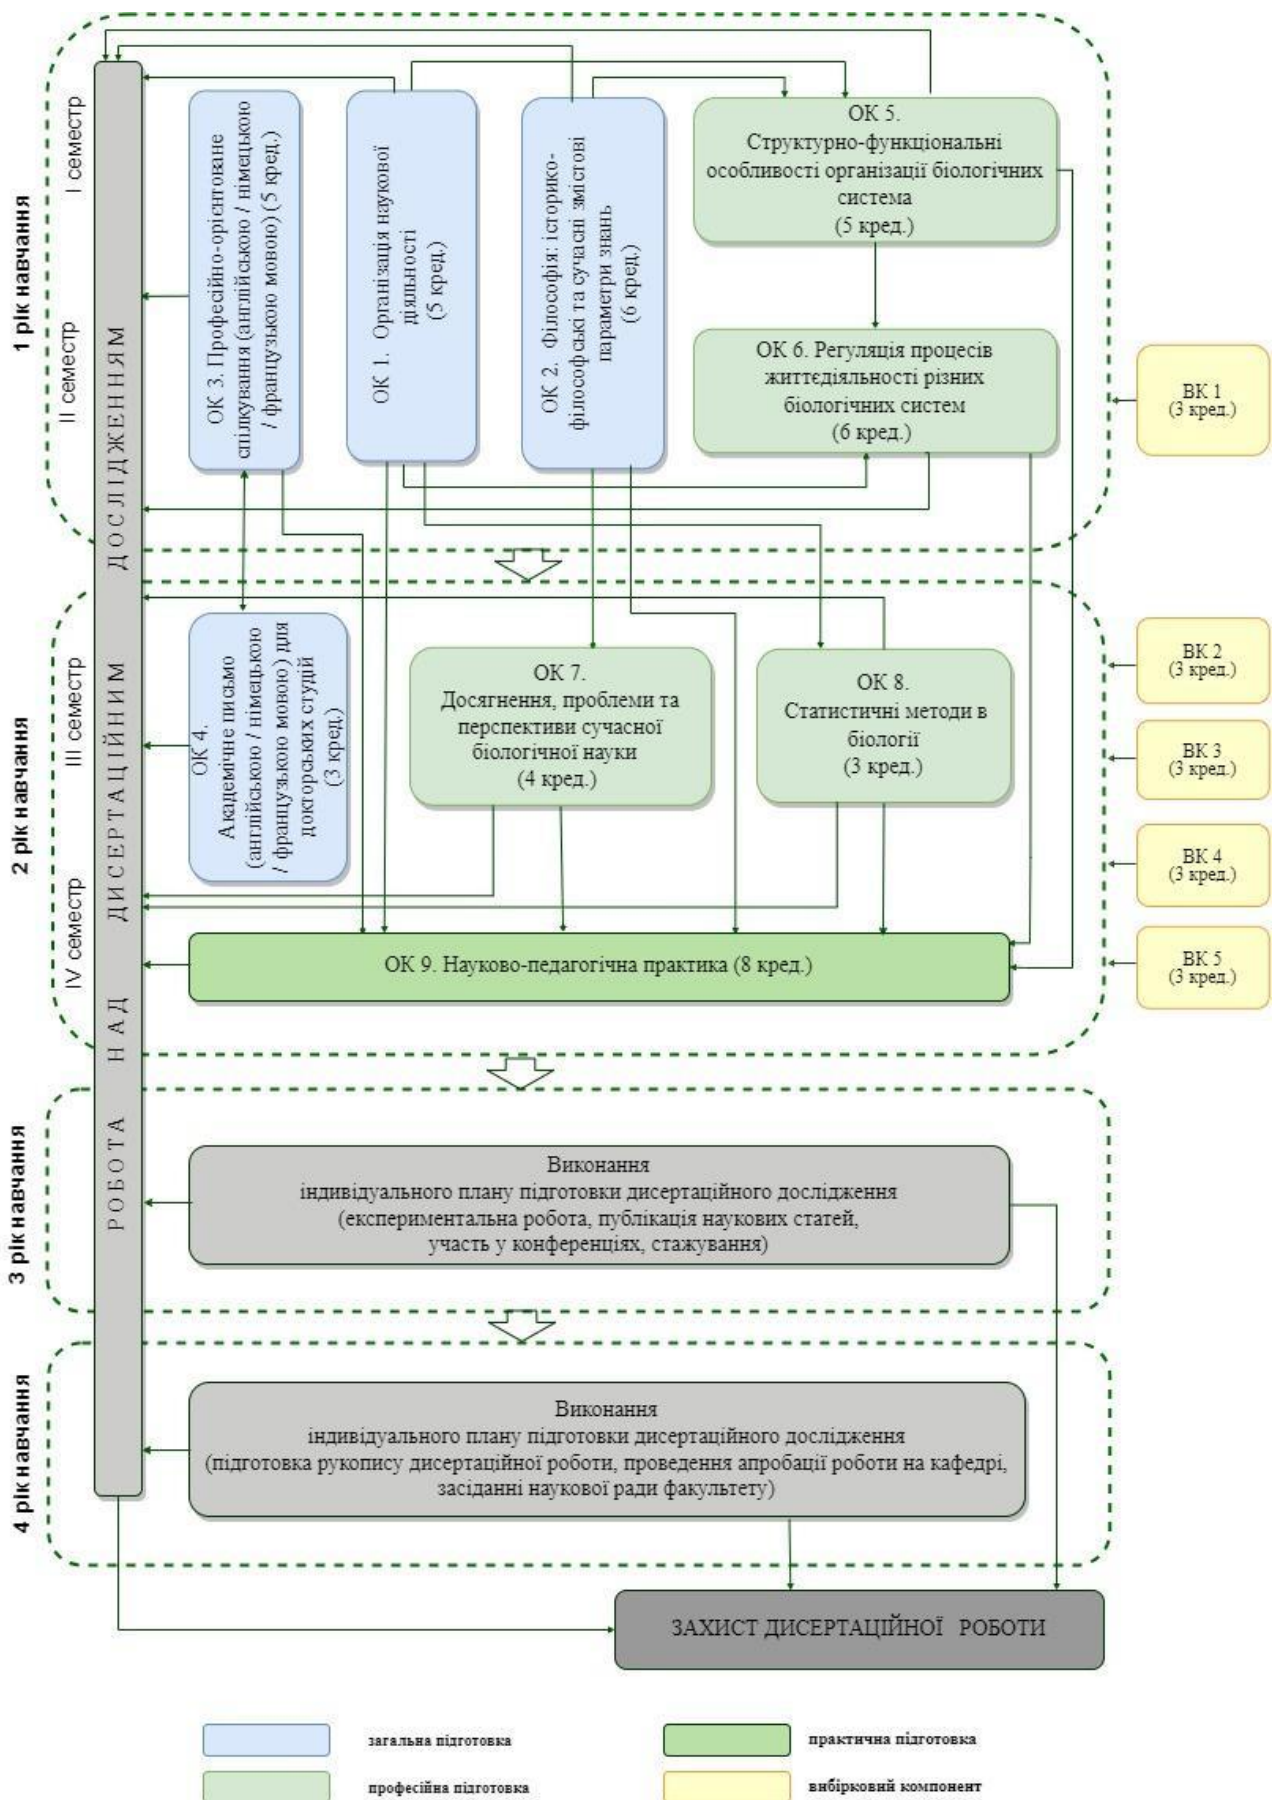 1 рік навчання
I семестр
II семестр
РОБОТА НАД ДИСЕРТАЦІЙНИМ ДОСЛІДЖЕННЯМ
ОК 3. Професійно-орієнтоване
спілкування (англійською / німецькою
/ французькою мовою) (5 кред.)
ОК 1. Організація наукової
діяльності
(5 кред.)
ОК 2. Філософія: історико-
філософські та сучасні змістові
параметри знань
(6 кред.)
ОК 5.
Структурно-функціональні
особливості організації біологічних
система
(5 кред.)
ОК 6. Регуляція процесів
життєдіяльності різних
біологічних систем
(6 кред.)
ВК 1
(3 кред.)
2 рік навчання
III семестр
IV семестр
ОК 4.
Академічне письмо
(англійською / німецькою
/ французькою мовою) для
докторських студій
(3 кред.)
ОК 7.
Досягнення, проблеми та
перспективи сучасної
біологічної науки
(4 кред.)
ОК 8.
Статистичні методи в
біології
(3 кред.)
ВК 2
(3 кред.)
ВК 3
(3 кред.)
ВК 4
(3 кред.)
ВК 5
(3 кред.)
ОК 9. Науково-педагогічна практика (8 кред.)
3 рік навчання
Виконання
індивідуального плану підготовки дисертаційного дослідження
(експериментальна робота, публікація наукових статей,
участь у конференціях, стажування)
4 рік навчання
Виконання
індивідуального плану підготовки дисертаційного дослідження
(підготовка рукопису дисертаційної роботи, проведення апробації роботи на кафедрі,
засіданні наукової ради факультету)
ЗАХИСТ ДИСЕРТАЦІЙНОЇ РОБОТИ
загальна підготовка
практична підготовка
професійна підготовка
вибірковий компонент